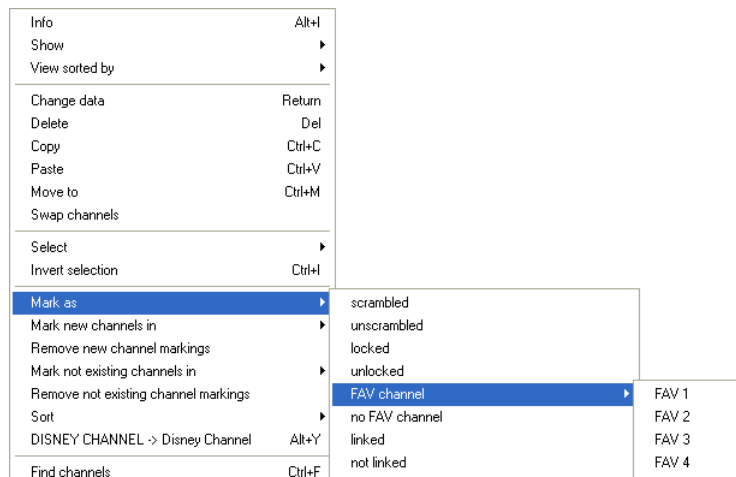 Info Alt+I
Show
View sorted by
Change data Return
Delete Del
Copy Ctrl+C
Paste Ctrl+V
Move to Ctrl+M
Swap channels
Select
Invert selection Ctrl+I
Mark as
Mark new channels in
Remove new channel markings
Mark not existing channels in
Remove not existing channel markings
Sort
DISNEY CHANNEL -> Disney Channel Alt+Y
Find channels Ctrl+F
scrambled
unscrambled
locked
unlocked
FAV channel
no FAV channel
linked
not linked
FAV 1
FAV 2
FAV 3
FAV 4